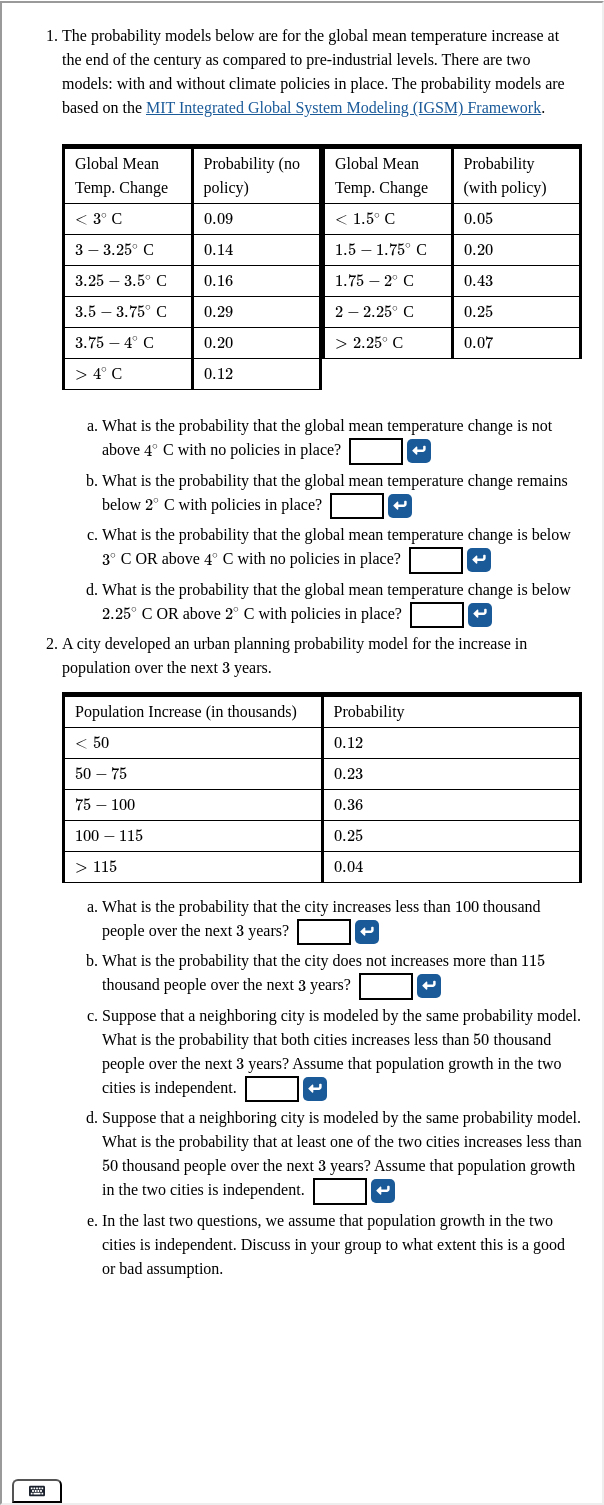 1. The probability models below are for the global mean temperature increase at
the end of the century as compared to pre-industrial levels. There are two
models: with and without climate policies in place. The probability models are
based on the MIT Integrated Global System Modeling (IGSM) Framework.
Global Mean Temp. Change | Probability (no policy) | Global Mean Temp. Change | Probability (with policy)
< 3° C | 0.09 | < 1.5° C | 0.05
3 – 3.25° C | 0.14 | 1.5 – 1.75° C | 0.20
3.25 – 3.5° C | 0.16 | 1.75 – 2° C | 0.43
3.5 – 3.75° C | 0.29 | 2 – 2.25° C | 0.25
3.75 – 4° C | 0.20 | > 2.25° C | 0.07
> 4° C | 0.12
a. What is the probability that the global mean temperature change is not
above 4° C with no policies in place?
b. What is the probability that the global mean temperature change remains
below 2° C with policies in place?
c. What is the probability that the global mean temperature change is below
3° C OR above 4° C with no policies in place?
d. What is the probability that the global mean temperature change is below
2.25° C OR above 2° C with policies in place?
2. A city developed an urban planning probability model for the increase in
population over the next 3 years.
Population Increase (in thousands) | Probability
< 50 | 0.12
50 – 75 | 0.23
75 – 100 | 0.36
100 – 115 | 0.25
> 115 | 0.04
a. What is the probability that the city increases less than 100 thousand
people over the next 3 years?
b. What is the probability that the city does not increases more than 115
thousand people over the next 3 years?
c. Suppose that a neighboring city is modeled by the same probability model.
What is the probability that both cities increases less than 50 thousand
people over the next 3 years? Assume that population growth in the two
cities is independent.
d. Suppose that a neighboring city is modeled by the same probability model.
What is the probability that at least one of the two cities increases less than
50 thousand people over the next 3 years? Assume that population growth
in the two cities is independent.
e. In the last two questions, we assume that population growth in the two
cities is independent. Discuss in your group to what extent this is a good
or bad assumption.